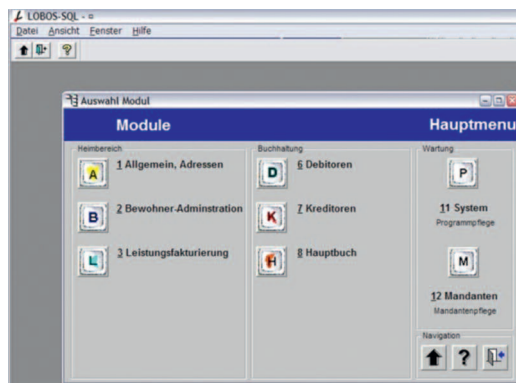 LOBOS-SQL - ¤
Datei Ansicht Fenster Hilfe
Auswahl Modul
Module Hauptmenu
Heimbereich Buchhaltung Wartung
A 1 Allgemein, Adressen D 6 Debitoren P
B 2 Bewohner-Adminstration K 7 Kreditoren 11 System
Programmpflege
L 3 Leistungsfakturierung H 8 Hauptbuch M
12 Mandanten
Mandantenpflege
Navigation
?